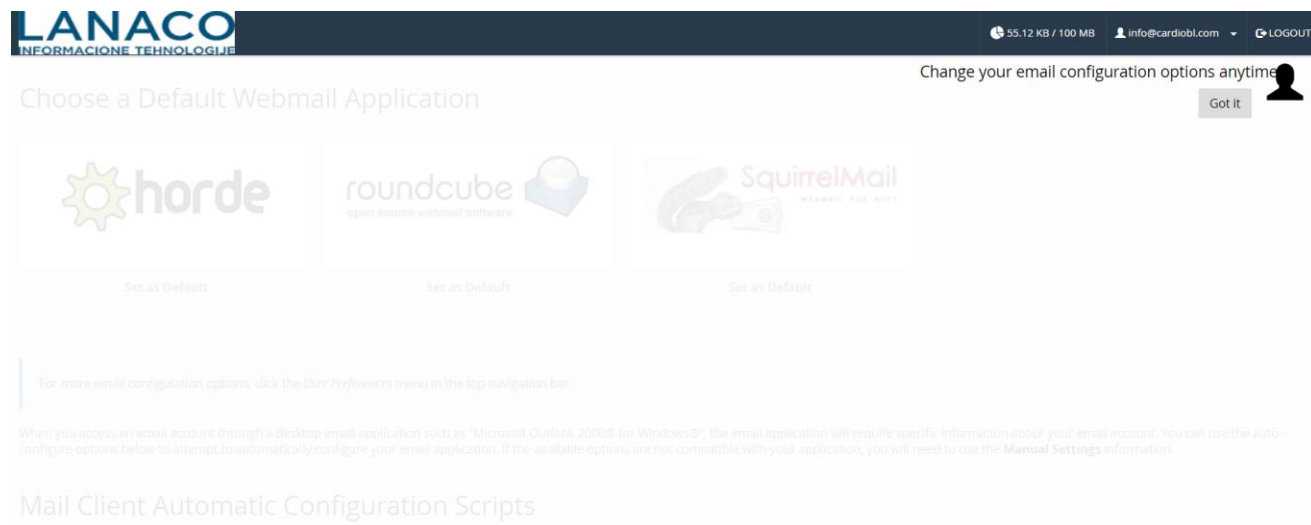 LANACO
INFORMACIONE TEHNOLOGIJE
55.12 KB / 100 MB info@cardiobl.com LOGOUT
Change your email configuration options anytime
Got it
Choose a Default Webmail Application
horde
roundcube
open source webmail software
SquirrelMail
WEBMAIL FOR NUTS
Set as Default Set as Default Set as Default
For more email configuration options, click the User Preferences menu in the top navigation bar.
When you access an email account through a desktop email application such as "Microsoft Outlook 2000® for Windows®", the email application will require specific information about your email account. You can use the auto-
configure options below to attempt to automatically configure your email application. If the available options are not compatible with your application, you will need to use the Manual Settings information.
Mail Client Automatic Configuration Scripts